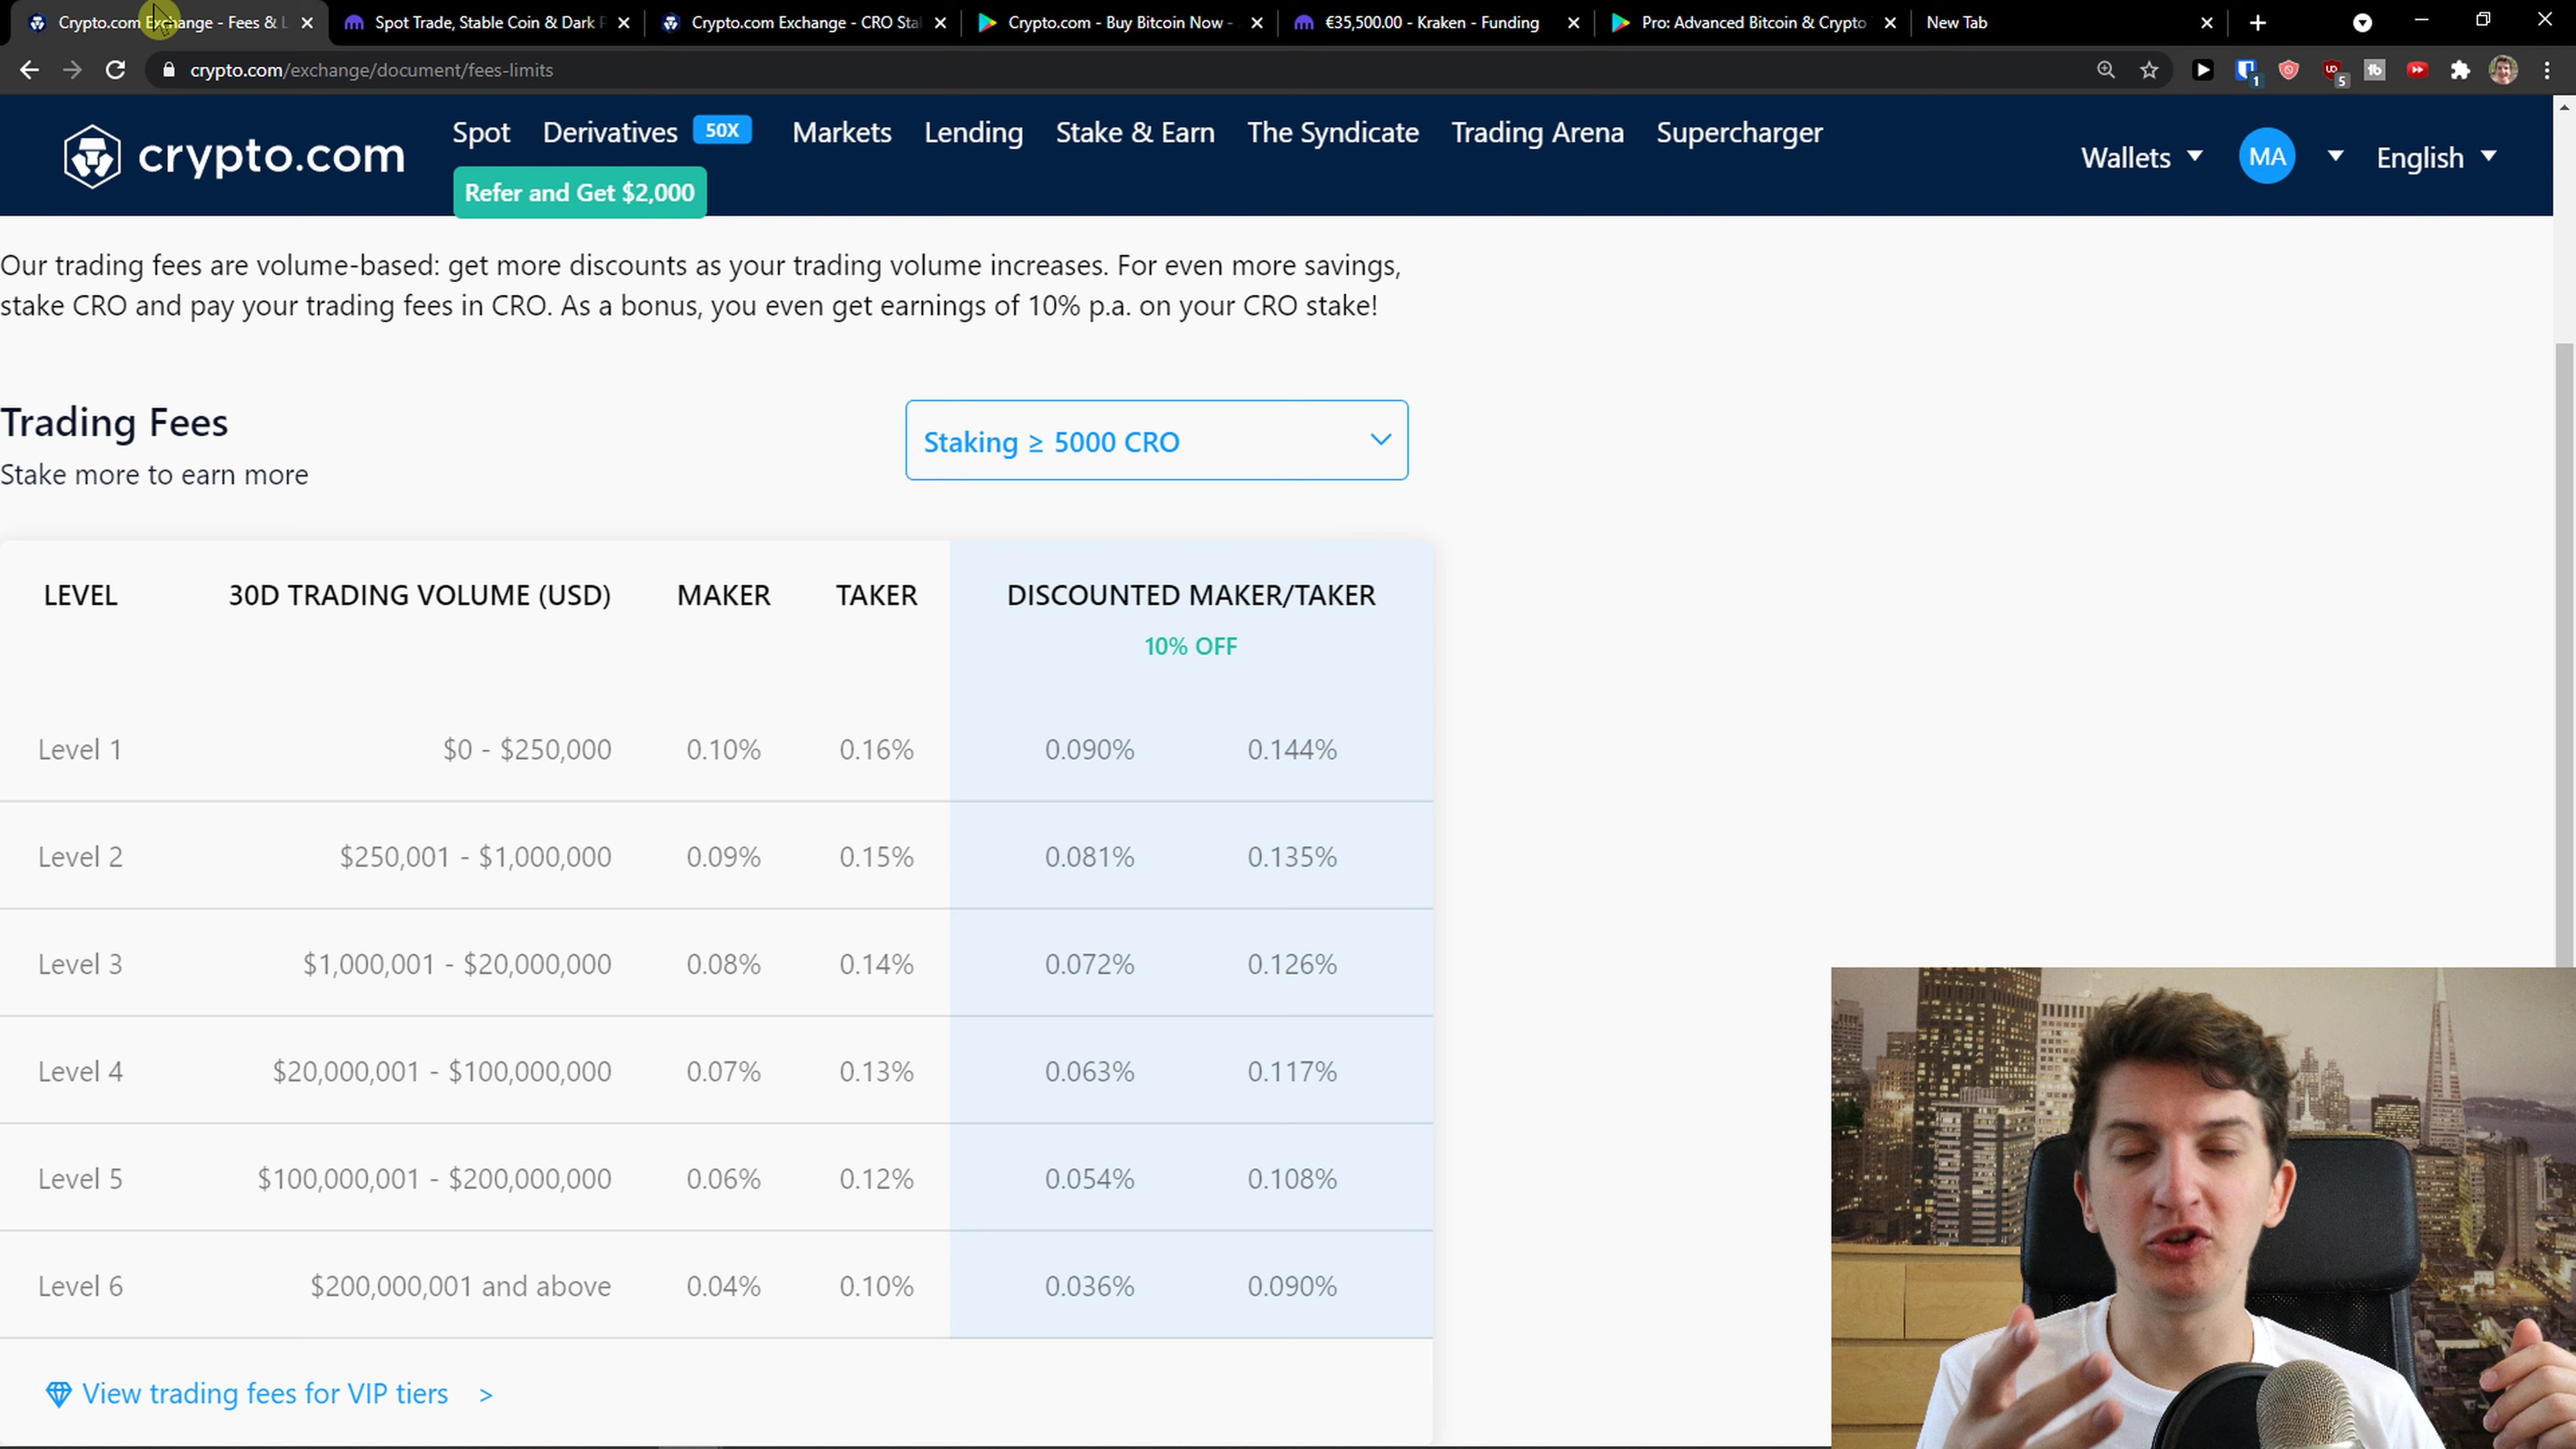 Crypto.com Exchange - Fees & L
Spot Trade, Stable Coin & Dark P
Crypto.com Exchange - CRO Stak
Crypto.com - Buy Bitcoin Now -
€35,500.00 - Kraken - Funding
Pro: Advanced Bitcoin & Crypto
New Tab
crypto.com/exchange/document/fees-limits
1
5
crypto.com
Spot
Derivatives
50X
Markets
Lending
Stake & Earn
The Syndicate
Trading Arena
Supercharger
Refer and Get $2,000
Wallets
MA
English
Our trading fees are volume-based: get more discounts as your trading volume increases. For even more savings,
stake CRO and pay your trading fees in CRO. As a bonus, you even get earnings of 10% p.a. on your CRO stake!
Trading Fees
Stake more to earn more
Staking ≥ 5000 CRO
LEVEL 30D TRADING VOLUME (USD) MAKER TAKER DISCOUNTED MAKER/TAKER
10% OFF
Level 1 $0 - $250,000 0.10% 0.16% 0.090% 0.144%
Level 2 $250,001 - $1,000,000 0.09% 0.15% 0.081% 0.135%
Level 3 $1,000,001 - $20,000,000 0.08% 0.14% 0.072% 0.126%
Level 4 $20,000,001 - $100,000,000 0.07% 0.13% 0.063% 0.117%
Level 5 $100,000,001 - $200,000,000 0.06% 0.12% 0.054% 0.108%
Level 6 $200,000,001 and above 0.04% 0.10% 0.036% 0.090%
View trading fees for VIP tiers >